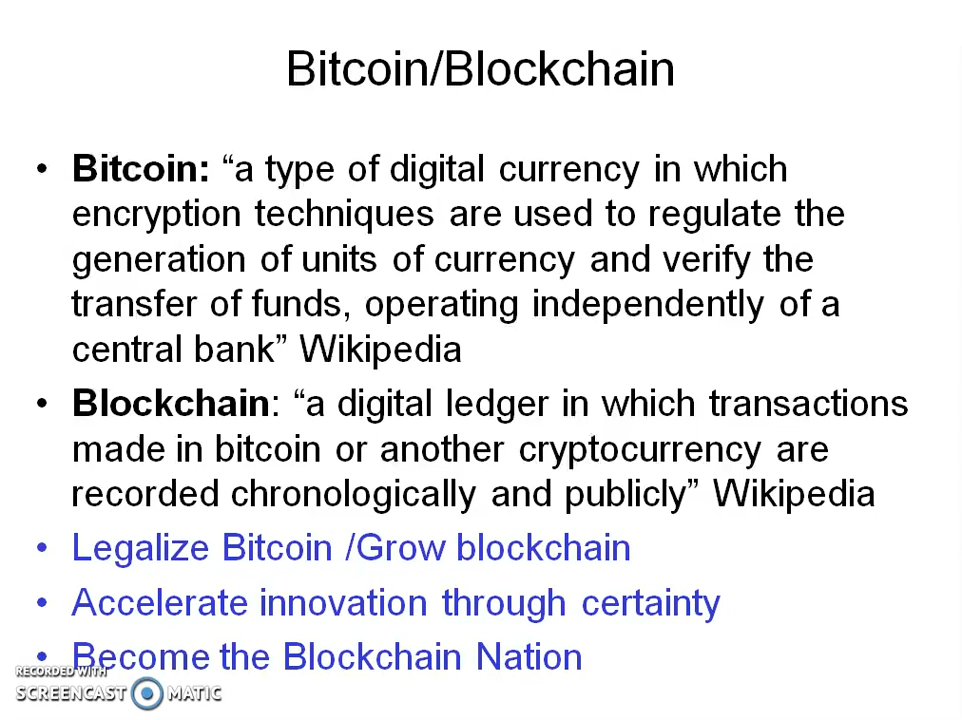 Bitcoin/Blockchain
• Bitcoin: “a type of digital currency in which
encryption techniques are used to regulate the
generation of units of currency and verify the
transfer of funds, operating independently of a
central bank” Wikipedia
• Blockchain: “a digital ledger in which transactions
made in bitcoin or another cryptocurrency are
recorded chronologically and publicly” Wikipedia
• Legalize Bitcoin /Grow blockchain
• Accelerate innovation through certainty
• Become the Blockchain Nation
RECORDED WITH
SCREENCAST MATIC